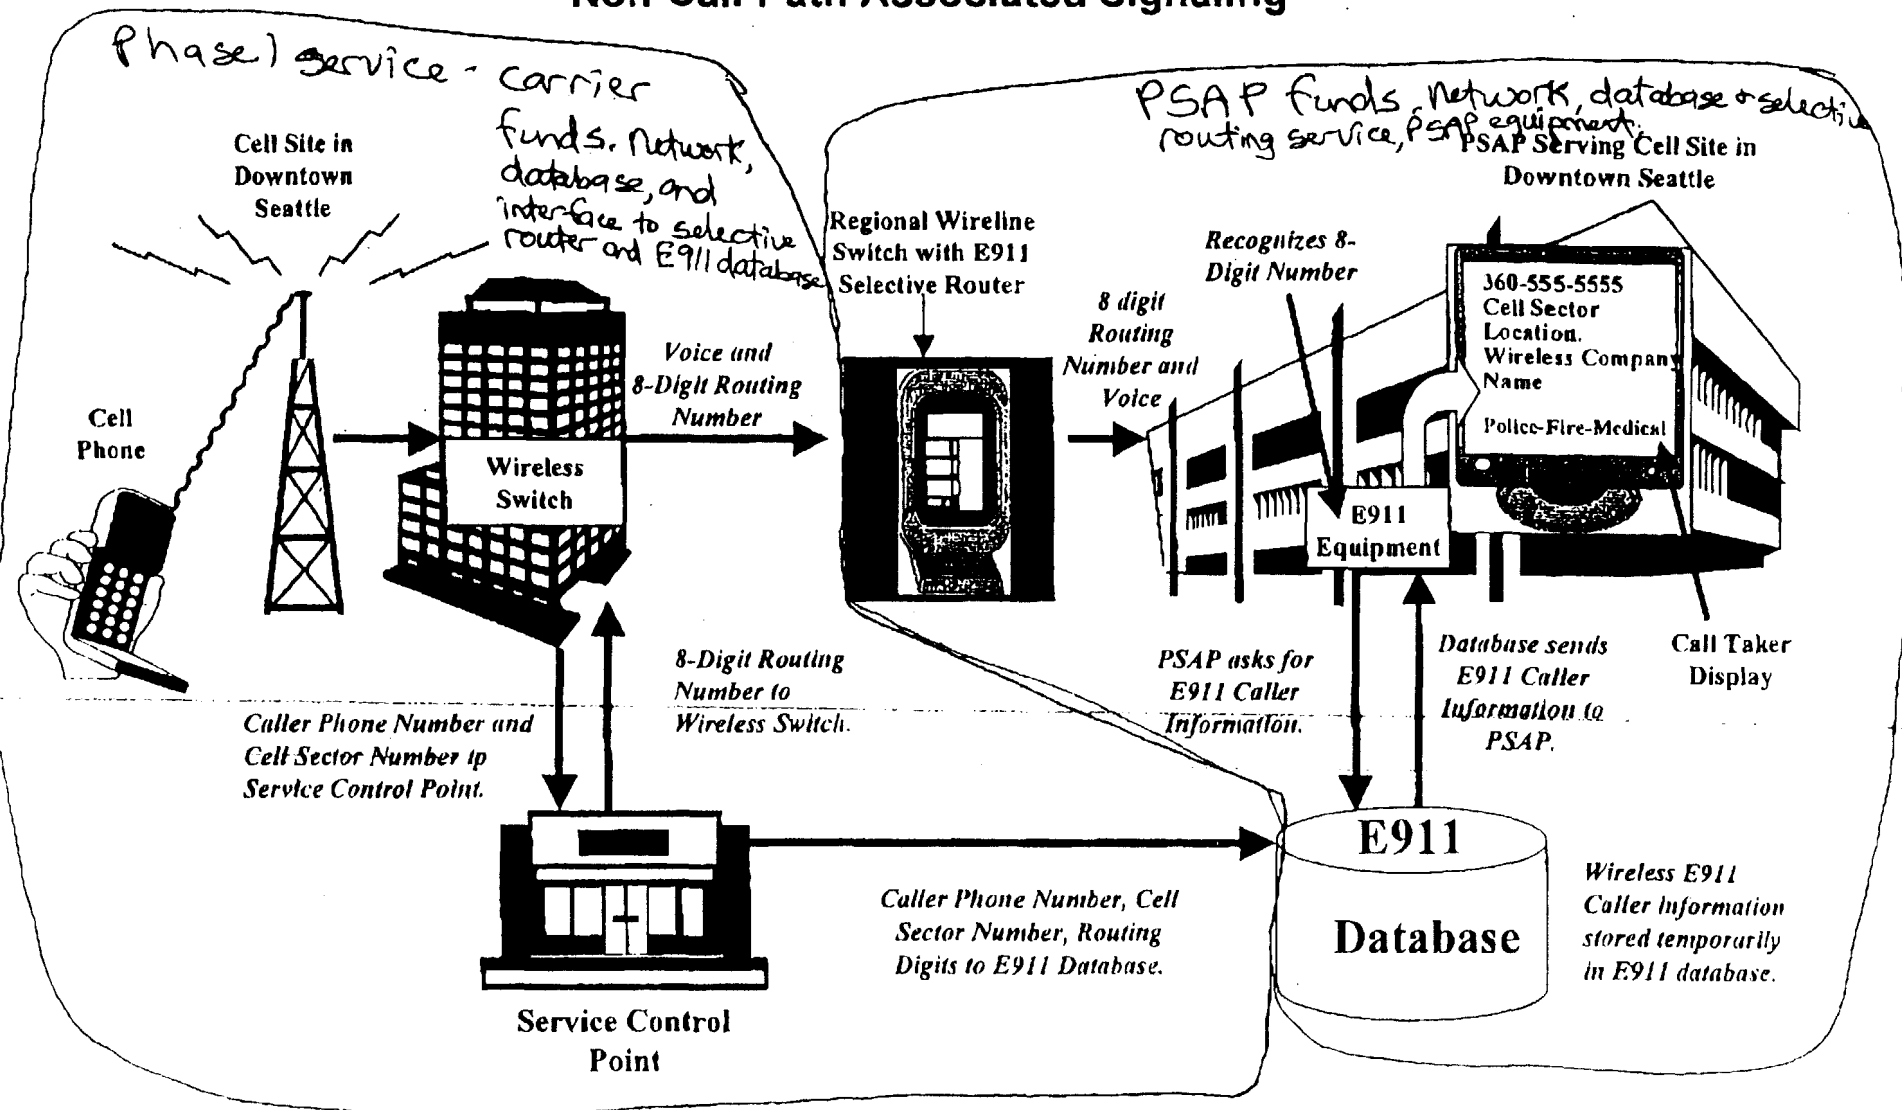 Non-Call Path Associated Signaling
Phase 1 service - carrier
funds. network,
database, and
interface to selective
router and E911 database
PSAP funds, network, database & selective
routing service, PSAP equipment.
Cell Site in
Downtown
Seattle
Cell
Phone
Wireless
Switch
Voice and
8-Digit Routing
Number
Regional Wireline
Switch with E911
Selective Router
8 digit
Routing
Number and
Voice
Recognizes 8-
Digit Number
PSAP Serving Cell Site in
Downtown Seattle
360-555-5555
Cell Sector
Location.
Wireless Company
Name
Police-Fire-Medical
E911
Equipment
Call Taker
Display
Caller Phone Number and
Cell Sector Number to
Service Control Point.
8-Digit Routing
Number to
Wireless Switch.
PSAP asks for
E911 Caller
Information.
Database sends
E911 Caller
Information to
PSAP.
Service Control
Point
Caller Phone Number, Cell
Sector Number, Routing
Digits to E911 Database.
E911
Database
Wireless E911
Caller Information
stored temporarily
in E911 database.